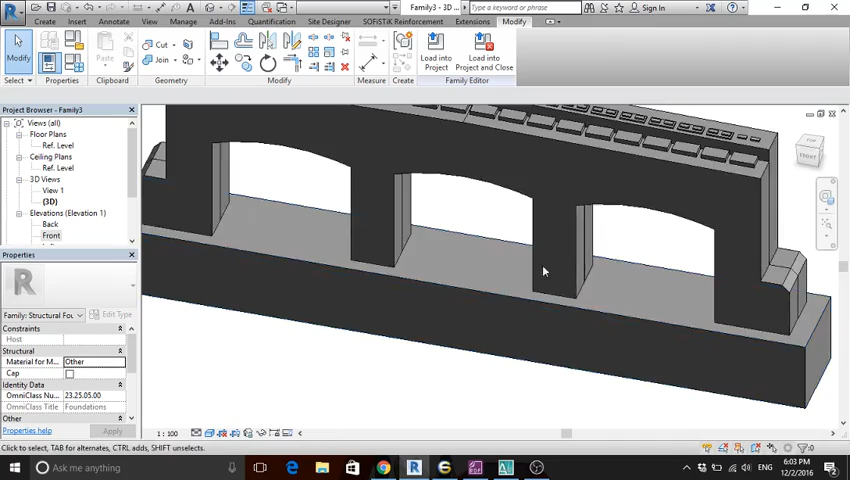 Family3 - 3D ...
Type a keyword or phrase
Sign In
Create
Insert
Annotate
View
Manage
Add-Ins
Quantification
Site Designer
SOFiSTiK Reinforcement
Extensions
Modify
Modify
Paste
Cut
Join
Load into
Project
Load into
Project and Close
Select
Properties
Clipboard
Geometry
Modify
Measure
Create
Family Editor
Project Browser - Family3
Views (all)
Floor Plans
Ref. Level
Ceiling Plans
Ref. Level
3D Views
View 1
(3D)
Elevations (Elevation 1)
Back
Front
TOP
FRONT
Properties
R
Family: Structural Fou
Edit Type
Constraints
Host
Structural
Material for M...
Other
Cap
Identity Data
OmniClass Nu...
23.25.05.00
OmniClass Title
Foundations
Other
Properties help
Apply
1 : 100
Click to select, TAB for alternates, CTRL adds, SHIFT unselects.
:0
Ask me anything
ENG
6:03 PM
12/2/2016
2